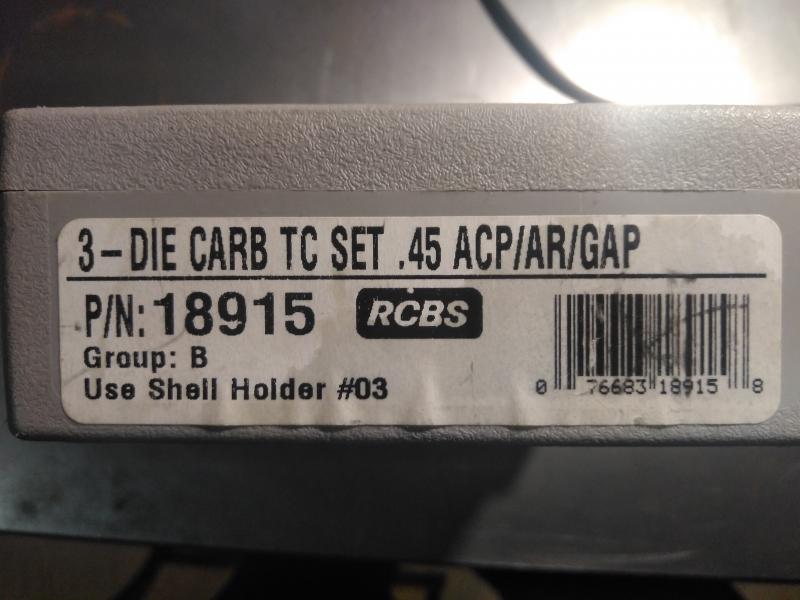 3-DIE CARB TC SET .45 ACP/AR/GAP
P/N: 18915 RCBS
Group: B
Use Shell Holder #03
0 76683 18915 8